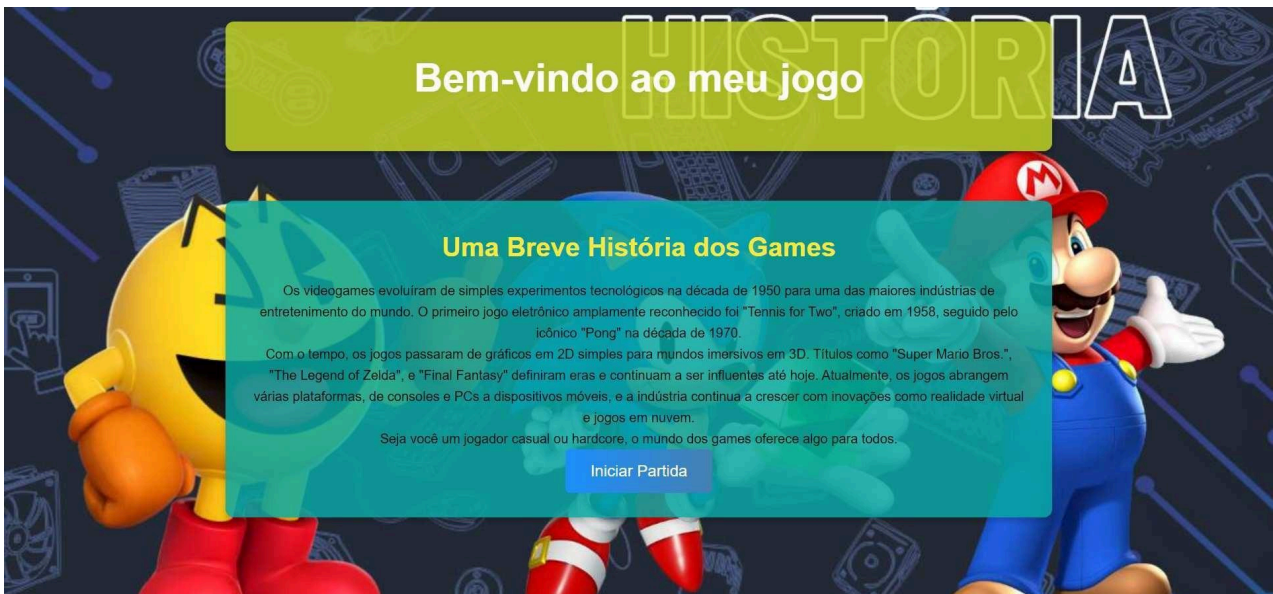 HISTÓRIA
Bem-vindo ao meu jogo
M
Uma Breve História dos Games
Os videogames evoluíram de simples experimentos tecnológicos na década de 1950 para uma das maiores indústrias de
entretenimento do mundo. O primeiro jogo eletrônico amplamente reconhecido foi "Tennis for Two", criado em 1958, seguido pelo
icônico "Pong" na década de 1970.
Com o tempo, os jogos passaram de gráficos em 2D simples para mundos imersivos em 3D. Títulos como "Super Mario Bros.",
"The Legend of Zelda", e "Final Fantasy" definiram eras e continuam a ser influentes até hoje. Atualmente, os jogos abrangem
várias plataformas, de consoles e PCs a dispositivos móveis, e a indústria continua a crescer com inovações como realidade virtual
e jogos em nuvem.
Seja você um jogador casual ou hardcore, o mundo dos games oferece algo para todos.
Iniciar Partida